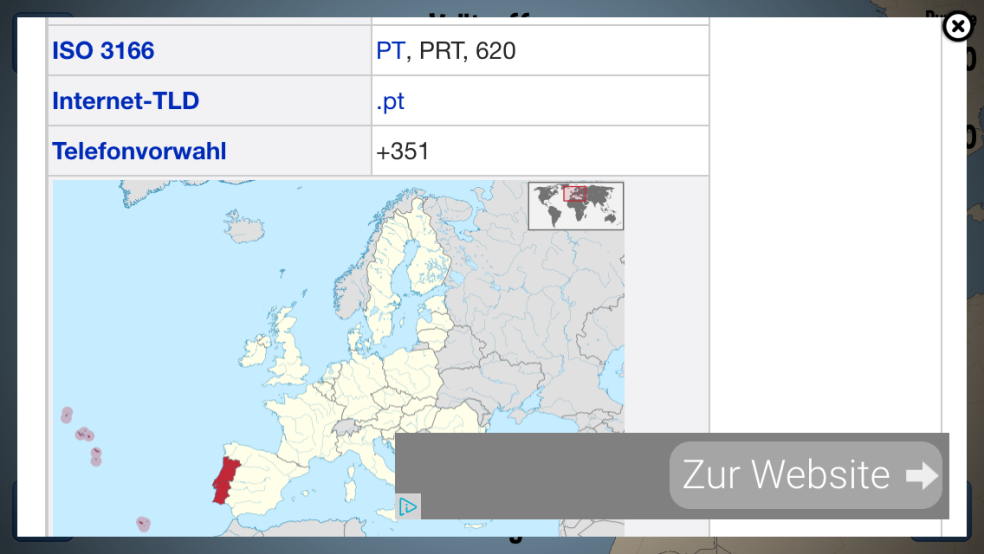 ISO 3166 PT, PRT, 620
Internet-TLD .pt
Telefonvorwahl +351
Zur Website